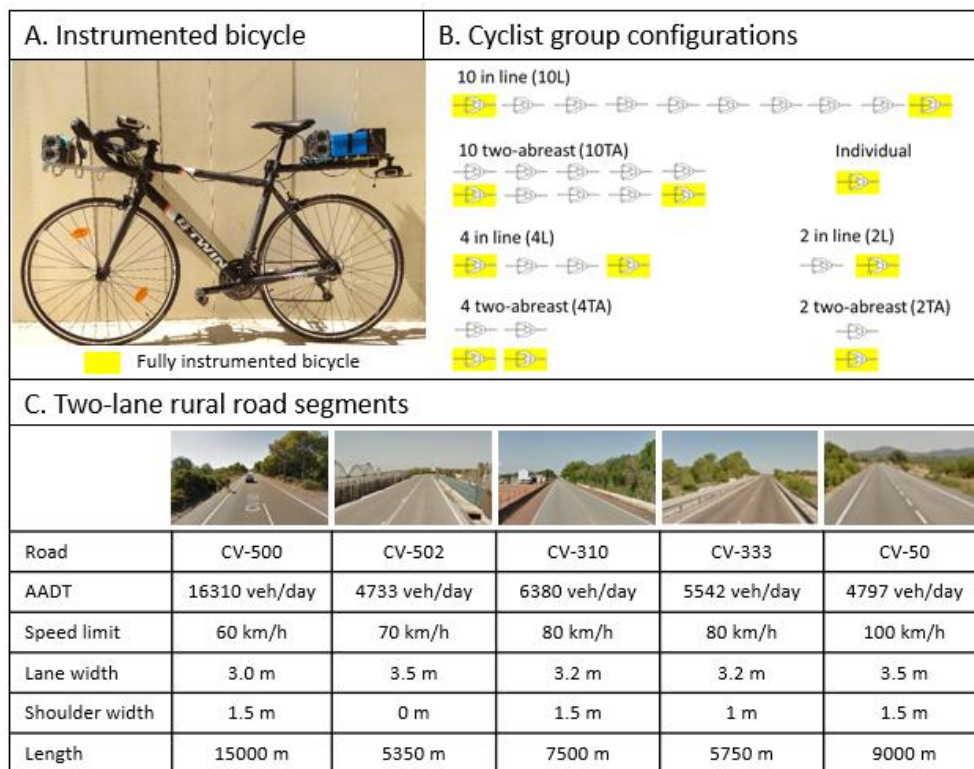 A. Instrumented bicycle
B. Cyclist group configurations
B'TWIN
Fully instrumented bicycle
10 in line (10L)
10 two-abreast (10TA)
Individual
4 in line (4L)
2 in line (2L)
4 two-abreast (4TA)
2 two-abreast (2TA)
C. Two-lane rural road segments
Road CV-500 CV-502 CV-310 CV-333 CV-50
AADT 16310 veh/day 4733 veh/day 6380 veh/day 5542 veh/day 4797 veh/day
Speed limit 60 km/h 70 km/h 80 km/h 80 km/h 100 km/h
Lane width 3.0 m 3.5 m 3.2 m 3.2 m 3.5 m
Shoulder width 1.5 m 0 m 1.5 m 1 m 1.5 m
Length 15000 m 5350 m 7500 m 5750 m 9000 m